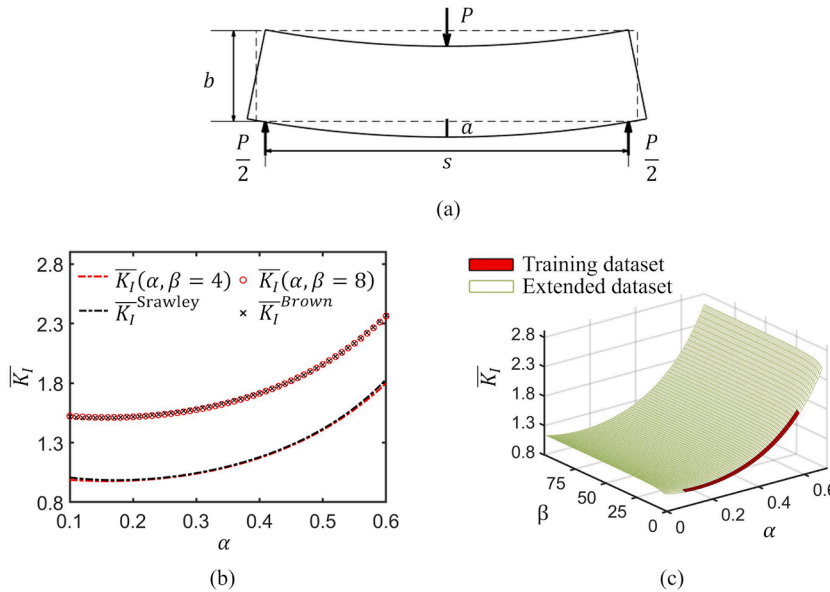 P
b
a
P/2
s
P/2
(a)
2.8
2.3
1.8
1.3
0.8
K̅_I
K̅_I(α, β = 4)
K̅_I(α, β = 8)
K̅_I^Srawley
K̅_I^Brown
0.1 0.2 0.3 0.4 0.5 0.6
α
(b)
Training dataset
Extended dataset
2.8
2.3
1.8
1.3
0.8
K̅_I
75
50
25
0
β
0
0.2
0.4
0.6
α
(c)